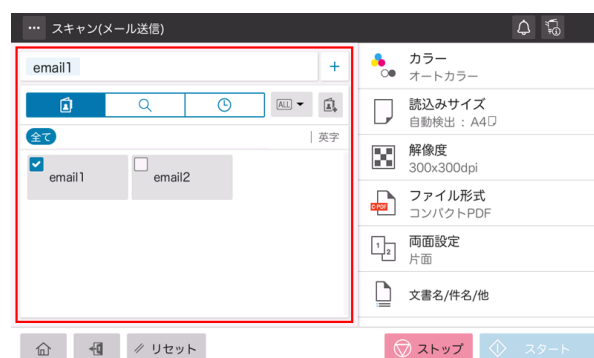 スキャン(メール送信)
email1
+
ALL
全て
英字
email1
email2
カラー
オートカラー
読込みサイズ
自動検出 : A4
解像度
300x300dpi
ファイル形式
C-PDF
コンパクトPDF
両面設定
1 2
片面
文書名/件名/他
リセット
ストップ
スタート